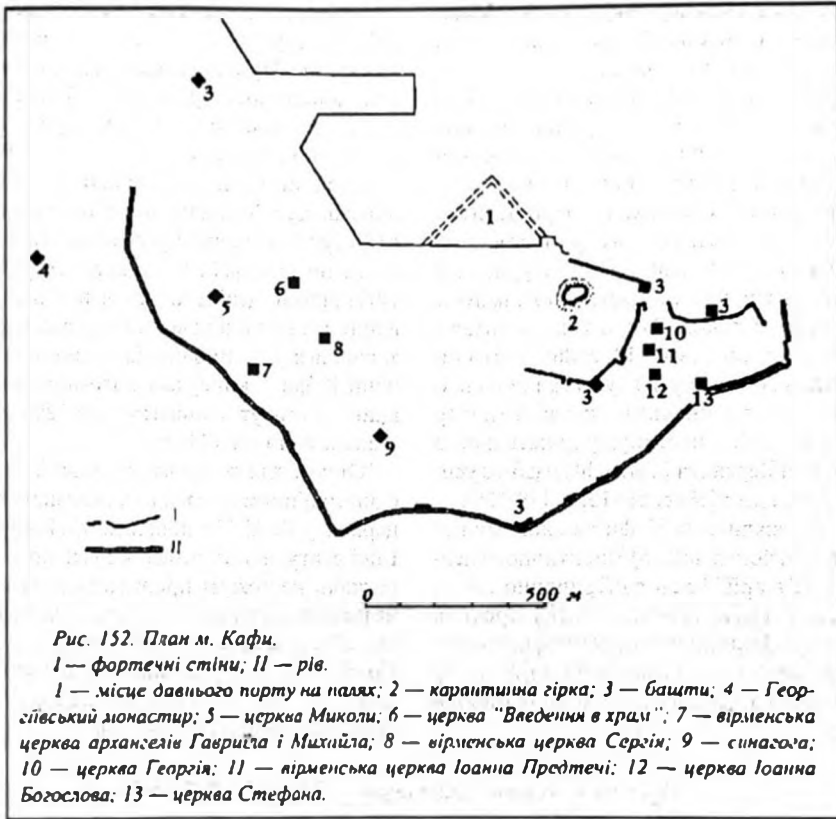 3
1
4
5
6
3
2
3
10
8
11
7
12
3
13
9
I
II
3
0 500 м
Рис. 152. План м. Кафи.
I — фортечні стіни; II — рів.
1 — місце давнього порту на палях; 2 — карантинна гірка; 3 — башти; 4 — Геор-
гіївський монастир; 5 — церква Миколи; 6 — церква "Введення в храм"; 7 — вірменська
церква архангелів Гавриїла і Михаїла; 8 — вірменська церква Сергія; 9 — синагога;
10 — церква Георгія; 11 — вірменська церква Іоанна Предтечі; 12 — церква Іоанна
Богослова; 13 — церква Стефана.